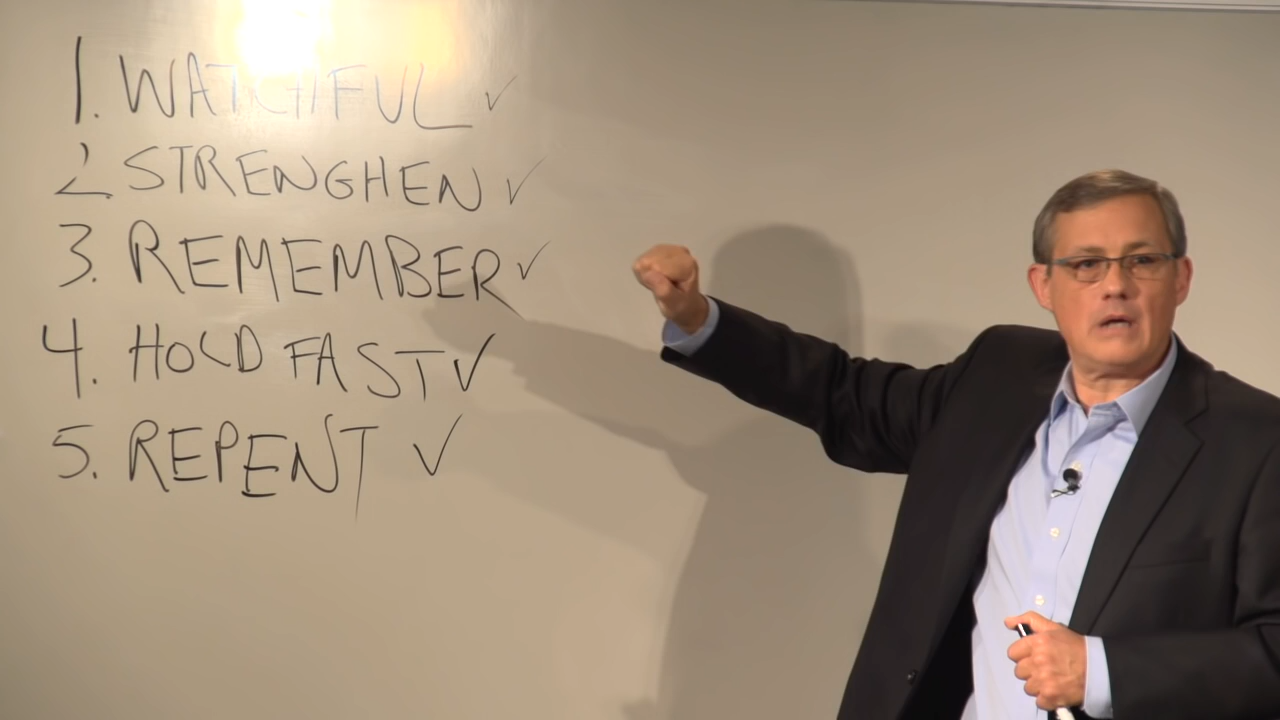 1. WATCHFUL ✓
2. STRENGHEN ✓
3. REMEMBER ✓
4. HOLD FAST ✓
5. REPENT ✓